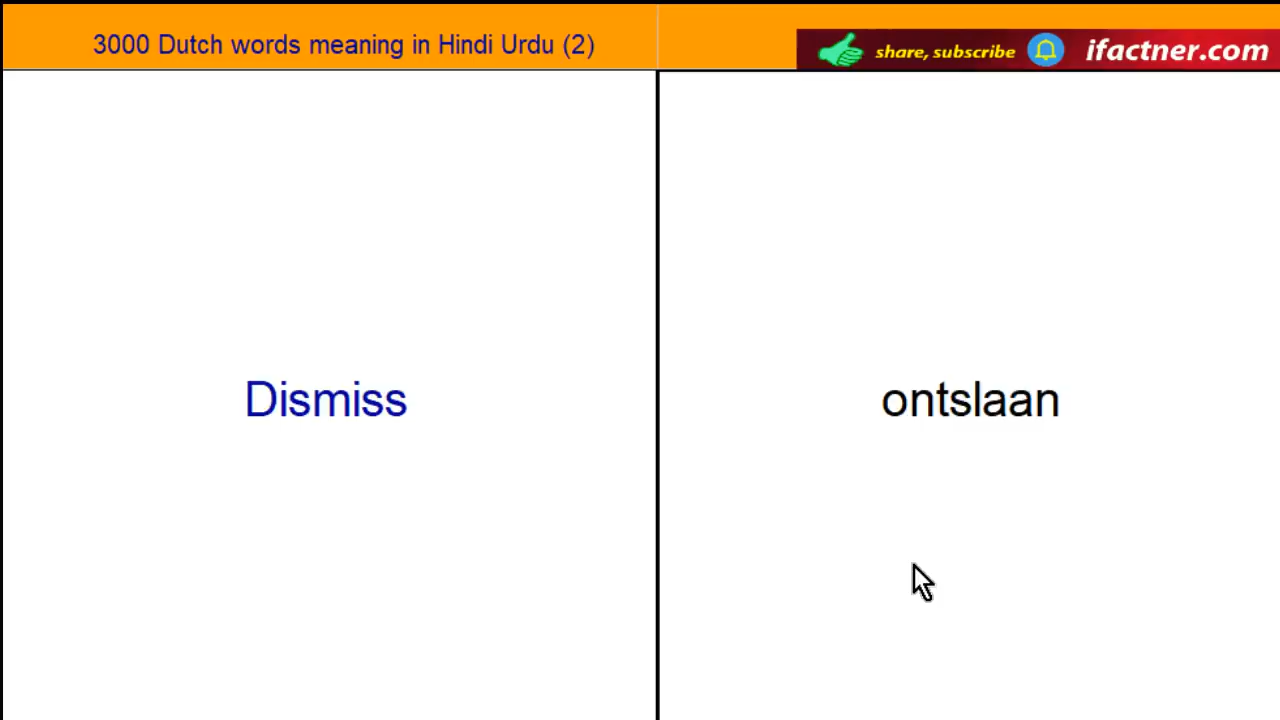 3000 Dutch words meaning in Hindi Urdu (2)
share, subscribe
ifactner.com
Dismiss
ontslaan